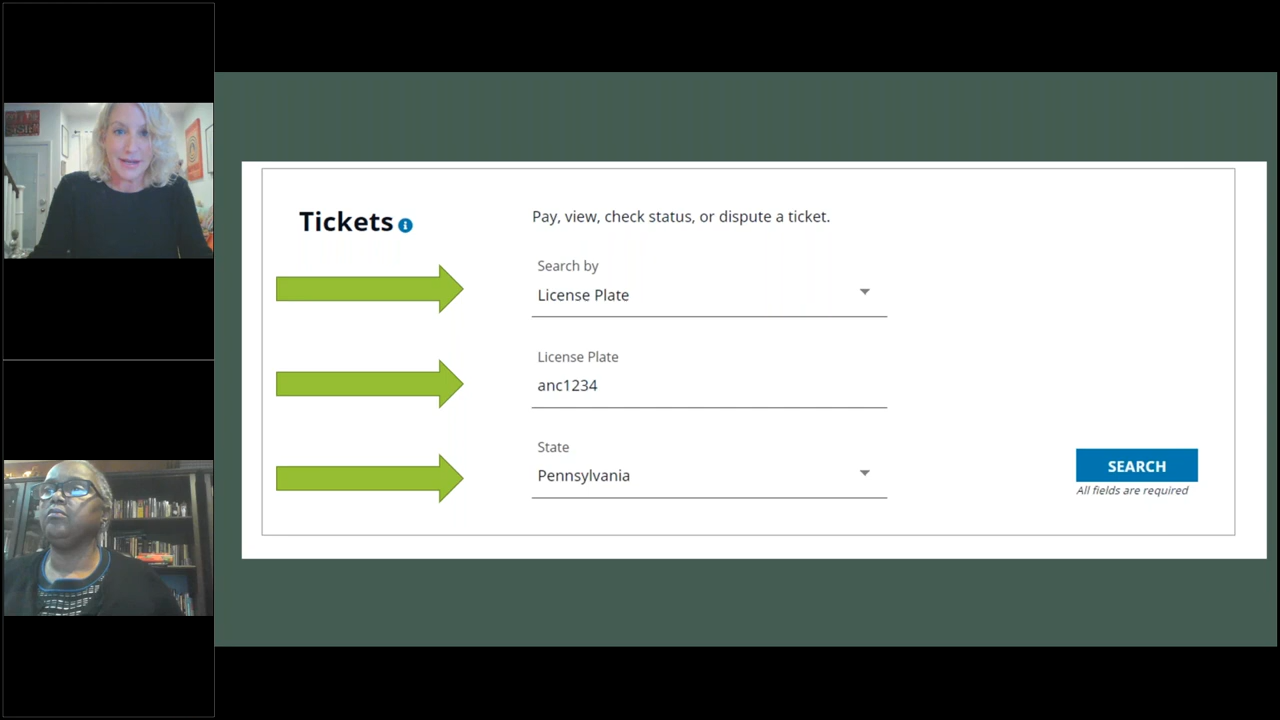 Tickets
Pay, view, check status, or dispute a ticket.
Search by
License Plate
License Plate
anc1234
State
Pennsylvania
SEARCH
All fields are required